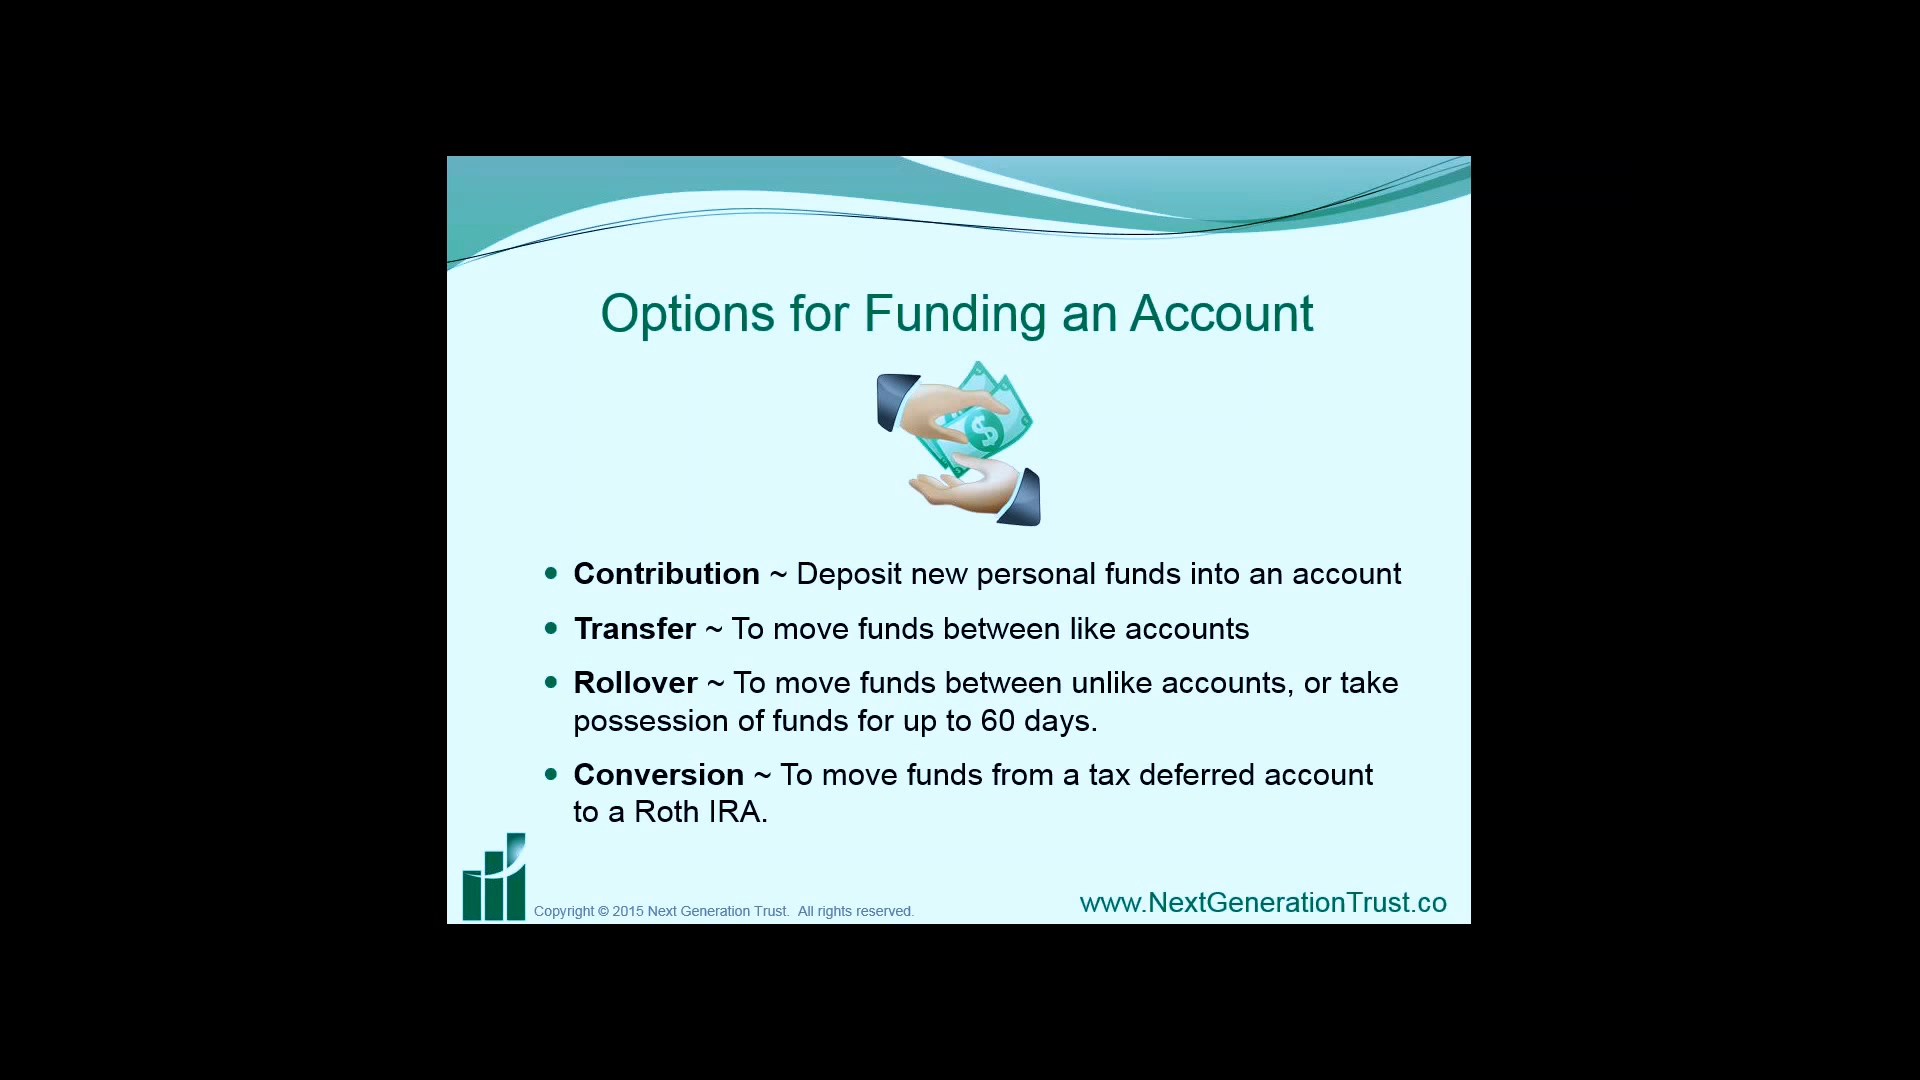 Options for Funding an Account
$
• Contribution ~ Deposit new personal funds into an account
• Transfer ~ To move funds between like accounts
• Rollover ~ To move funds between unlike accounts, or take
possession of funds for up to 60 days.
• Conversion ~ To move funds from a tax deferred account
to a Roth IRA.
Copyright © 2015 Next Generation Trust.  All rights reserved.
www.NextGenerationTrust.co